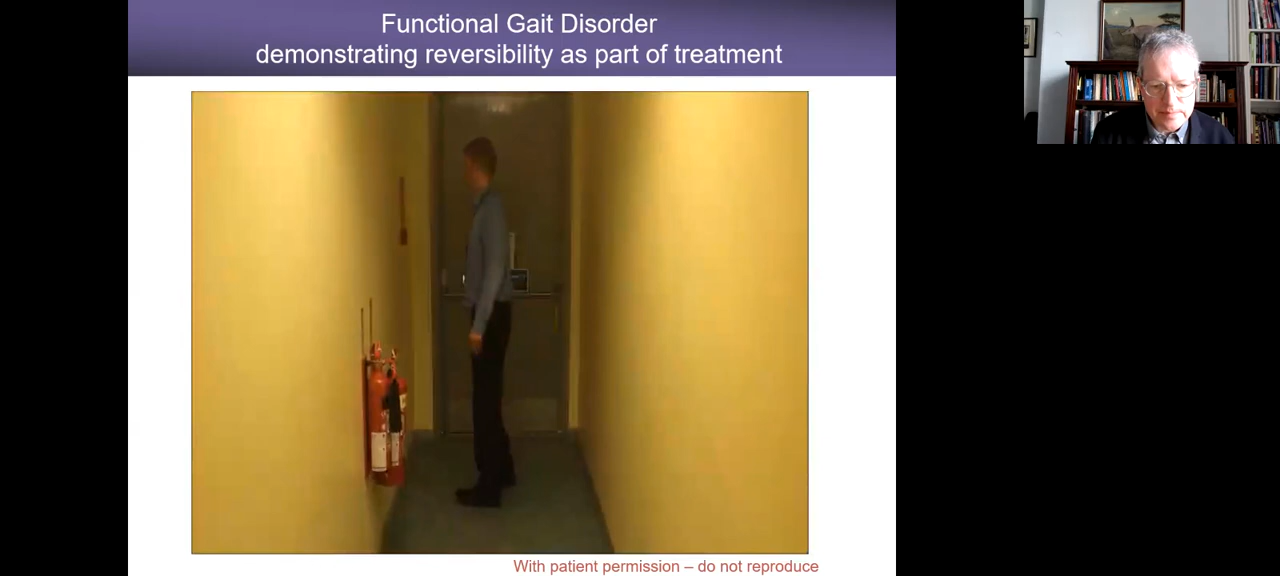 Functional Gait Disorder
demonstrating reversibility as part of treatment
With patient permission – do not reproduce